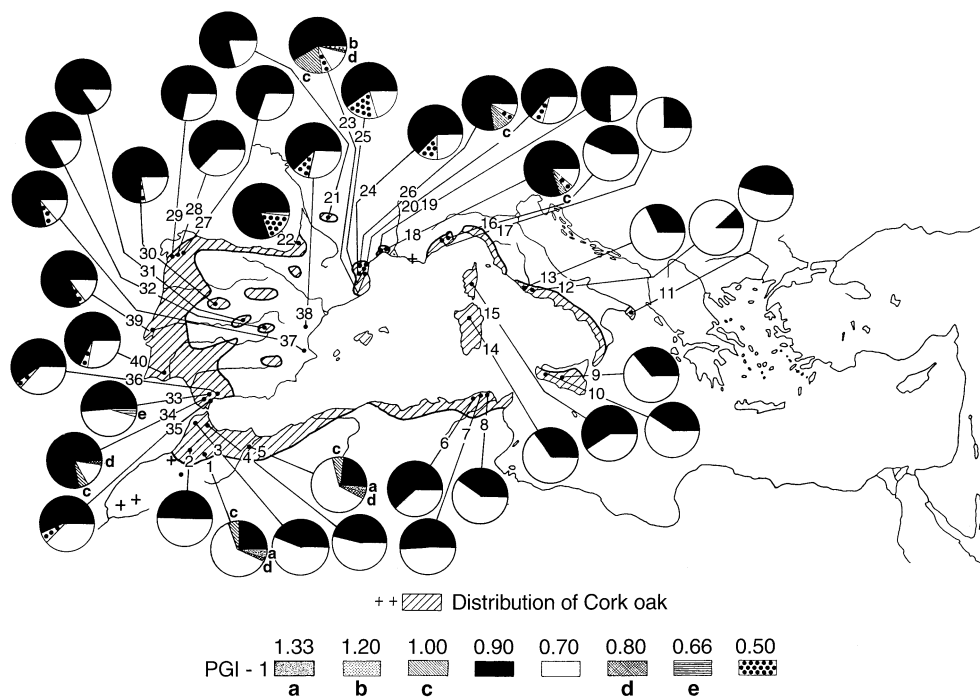 b
d
c
23
25
c
24
26
20
19
18
c
16
17
21
22
28
29
27
30
31
32
13
12
11
15
14
38
39
37
40
36
33
e
34
35
d
c
2
1
3
4
5
6
7
8
9
10
c
a
d
c
a
d
+ + Distribution of Cork oak
1.33 1.20 1.00 0.90 0.70 0.80 0.66 0.50
PGI - 1
a b c d e